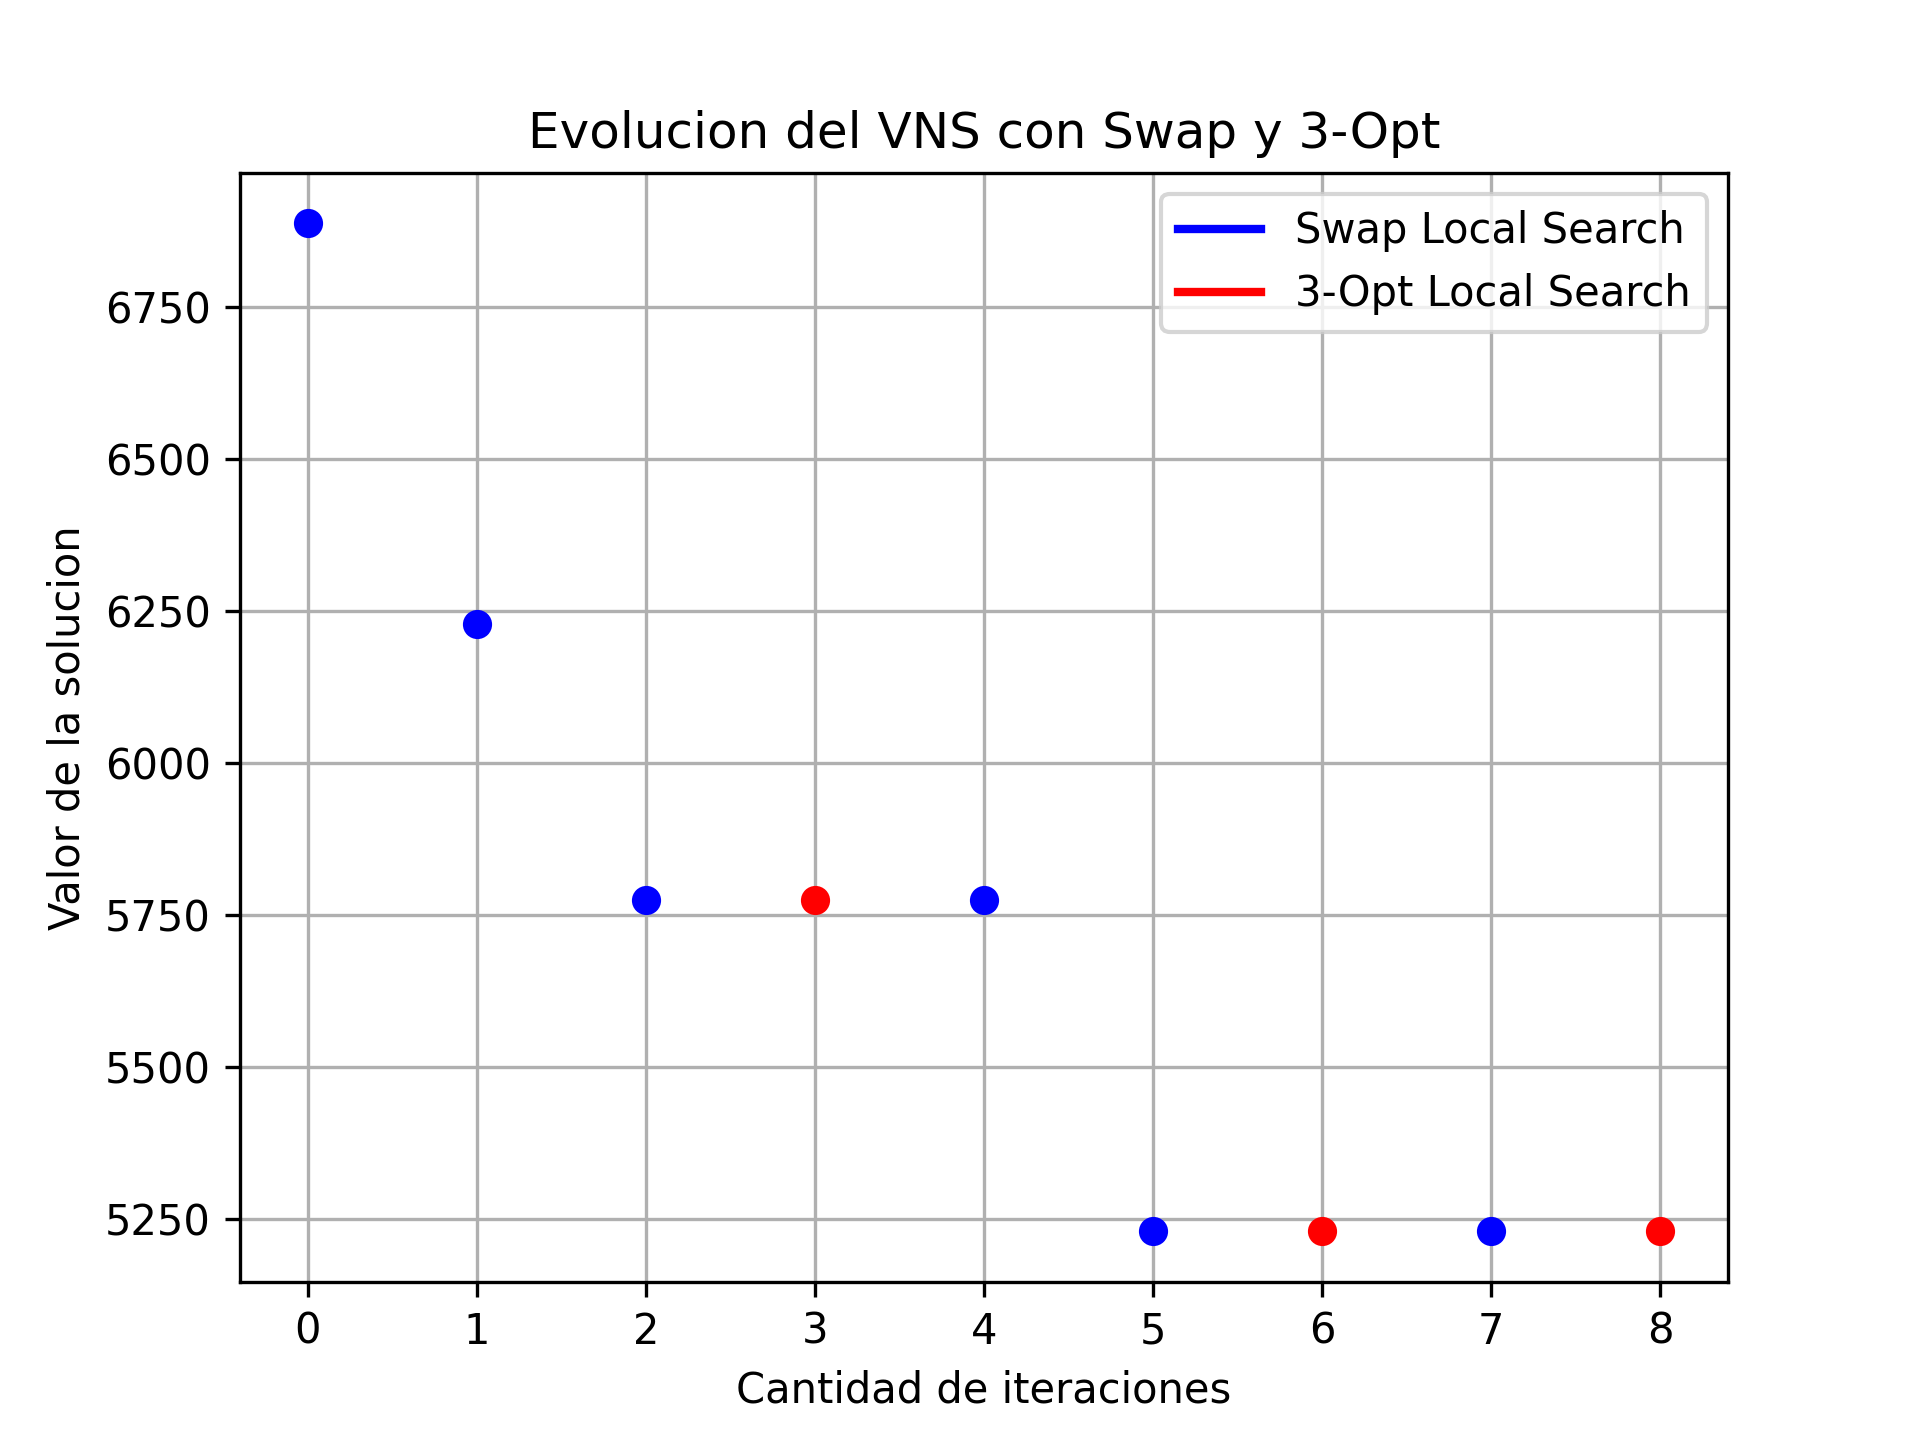 Evolucion del VNS con Swap y 3-Opt
Swap Local Search
3-Opt Local Search
Valor de la solucion
6750
6500
6250
6000
5750
5500
5250
0 1 2 3 4 5 6 7 8
Cantidad de iteraciones